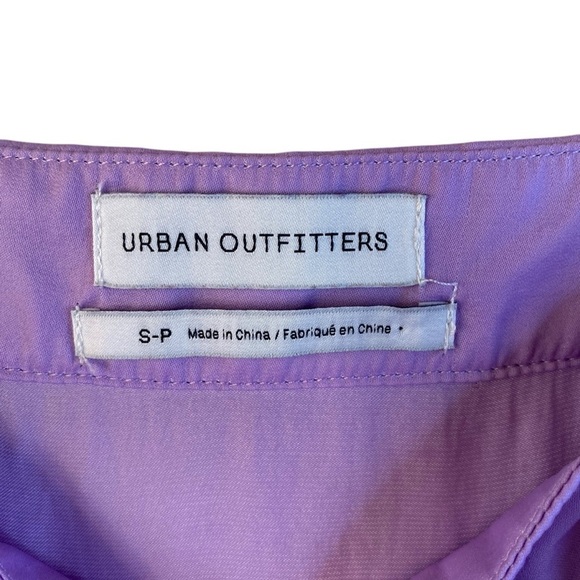 URBAN OUTFITTERS
S-P Made in China / Fabriqué en Chine